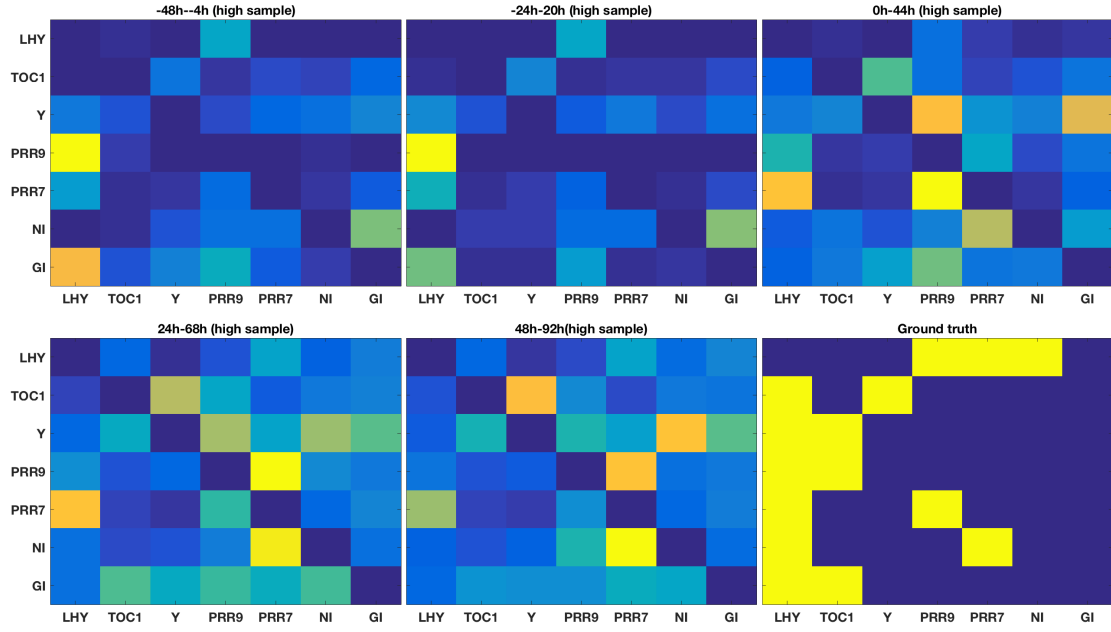 -48h--4h (high sample)
-24h-20h (high sample)
0h-44h (high sample)
LHY
TOC1
Y
PRR9
PRR7
NI
GI
LHY TOC1 Y PRR9 PRR7 NI GI
LHY TOC1 Y PRR9 PRR7 NI GI
LHY TOC1 Y PRR9 PRR7 NI GI
24h-68h (high sample)
48h-92h(high sample)
Ground truth
LHY
TOC1
Y
PRR9
PRR7
NI
GI
LHY TOC1 Y PRR9 PRR7 NI GI
LHY TOC1 Y PRR9 PRR7 NI GI
LHY TOC1 Y PRR9 PRR7 NI GI